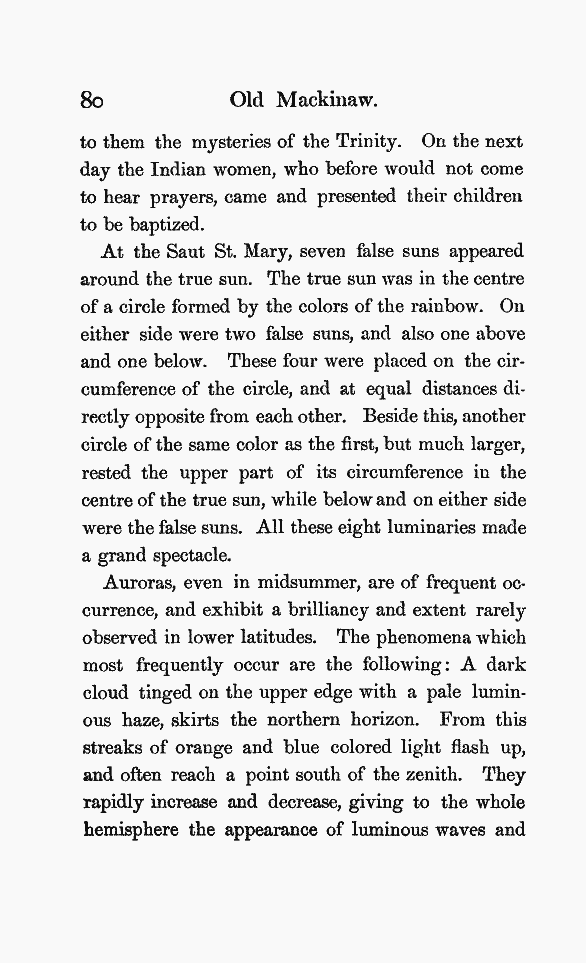 80 Old Mackinaw.
to them the mysteries of the Trinity. On the next
day the Indian women, who before would not come
to hear prayers, came and presented their children
to be baptized.
At the Saut St. Mary, seven false suns appeared
around the true sun. The true sun was in the centre
of a circle formed by the colors of the rainbow. On
either side were two false suns, and also one above
and one below. These four were placed on the cir-
cumference of the circle, and at equal distances di-
rectly opposite from each other. Beside this, another
circle of the same color as the first, but much larger,
rested the upper part of its circumference in the
centre of the true sun, while below and on either side
were the false suns. All these eight luminaries made
a grand spectacle.
Auroras, even in midsummer, are of frequent oc-
currence, and exhibit a brilliancy and extent rarely
observed in lower latitudes. The phenomena which
most frequently occur are the following: A dark
cloud tinged on the upper edge with a pale lumin-
ous haze, skirts the northern horizon. From this
streaks of orange and blue colored light flash up,
and often reach a point south of the zenith. They
rapidly increase and decrease, giving to the whole
hemisphere the appearance of luminous waves and